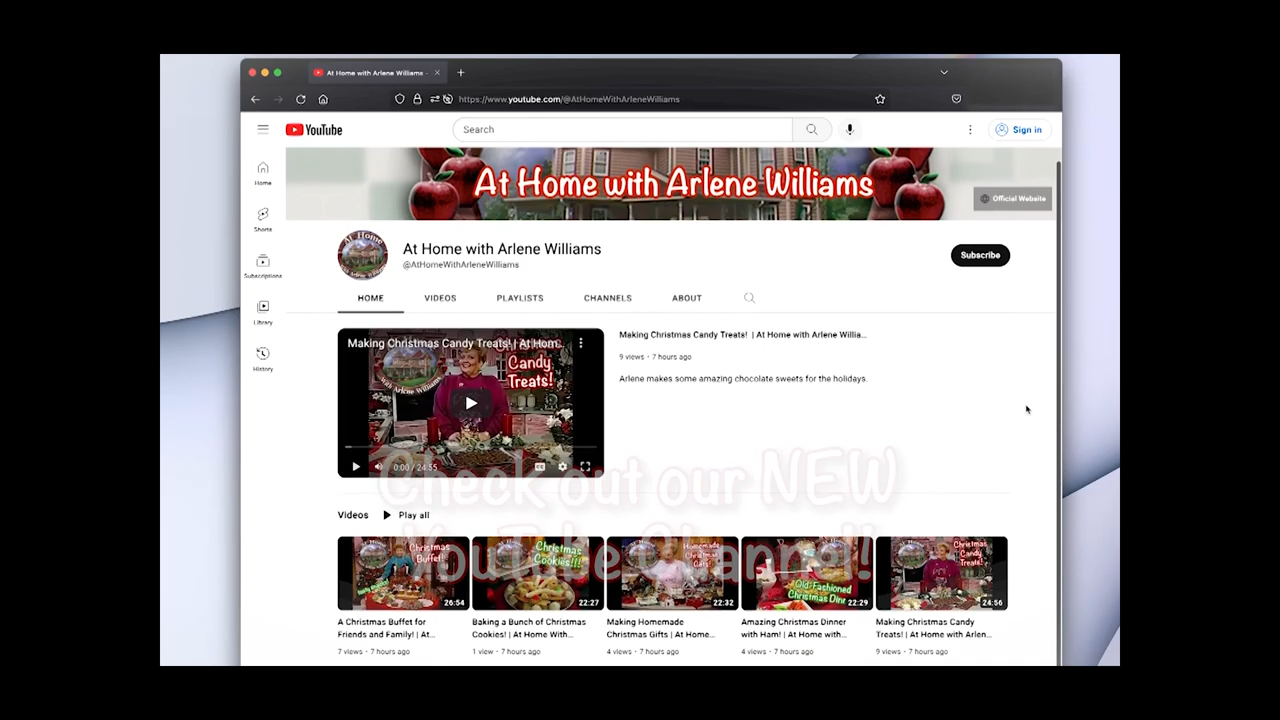 At Home with Arlene Williams -
https://www.youtube.com/@AtHomeWithArleneWilliams
YouTube
Search
Sign in
Home
Shorts
Subscriptions
Library
History
At Home with Arlene Williams
Official Website
At Home with Arlene Williams
@AtHomeWithArleneWilliams
Subscribe
HOME VIDEOS PLAYLISTS CHANNELS ABOUT
Making Christmas Candy Treats! | At Hom...
Christmas
Candy
Treats!
with Arlene Williams
0:00 / 24:55
Making Christmas Candy Treats! | At Home with Arlene Willia...
9 views • 7 hours ago
Arlene makes some amazing chocolate sweets for the holidays.
Check out our NEW
YouTube Channel!
Videos Play all
Christmas
Buffet!
26:54
Christmas
Cookies!!!
22:27
Homemade
Christmas
Gifts!
22:32
Old-Fashioned
Christmas Dinr
22:29
Christmas
Candy
Treats!
24:56
A Christmas Buffet for
Friends and Family! | At...
7 views • 7 hours ago
Baking a Bunch of Christmas
Cookies! | At Home With...
1 view • 7 hours ago
Making Homemade
Christmas Gifts | At Home...
4 views • 7 hours ago
Amazing Christmas Dinner
with Ham! | At Home with...
4 views • 7 hours ago
Making Christmas Candy
Treats! | At Home with Arlen...
9 views • 7 hours ago